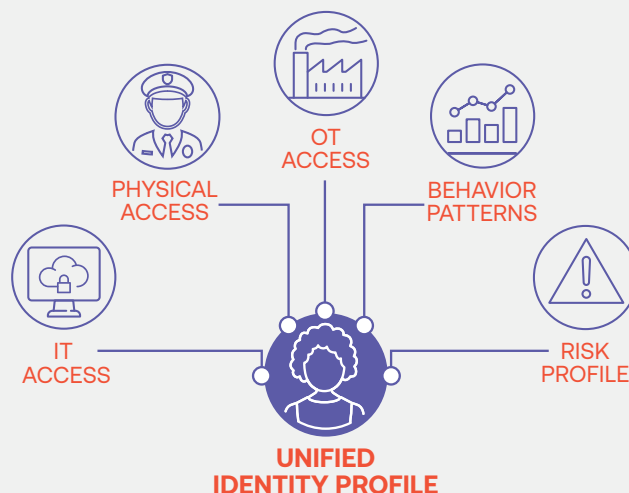 OT
ACCESS
PHYSICAL
ACCESS
BEHAVIOR
PATTERNS
IT
ACCESS
RISK
PROFILE
UNIFIED
IDENTITY PROFILE